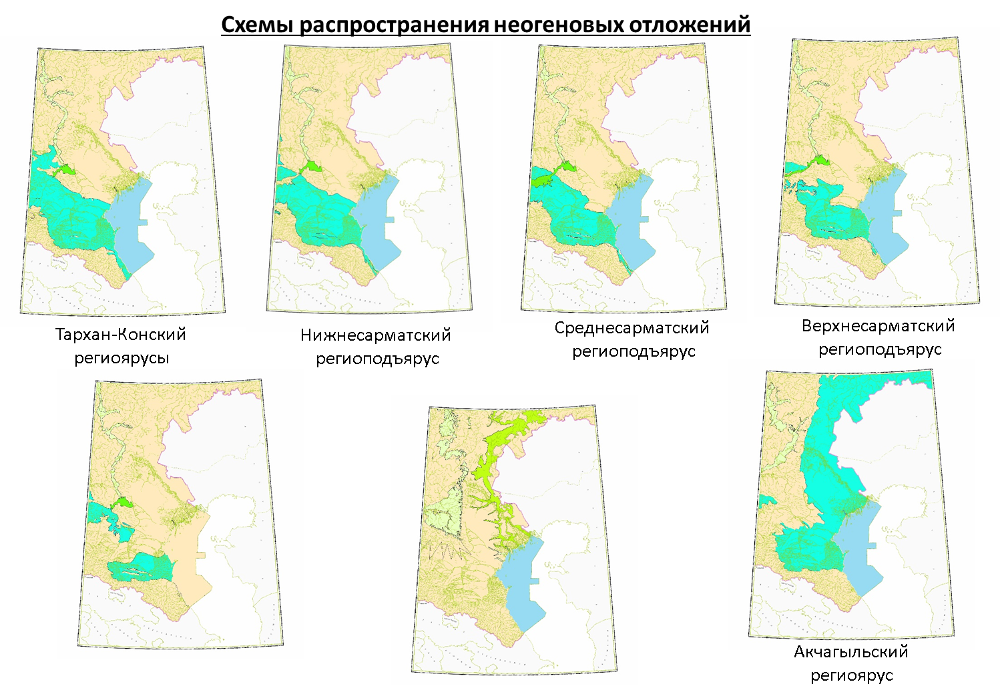 Схемы распространения неогеновых отложений
Тархан-Конский
региоярусы
Нижнесарматский
региоподъярус
Среднесарматский
региоподъярус
Верхнесарматский
региоподъярус
Акчагыльский
региоярус